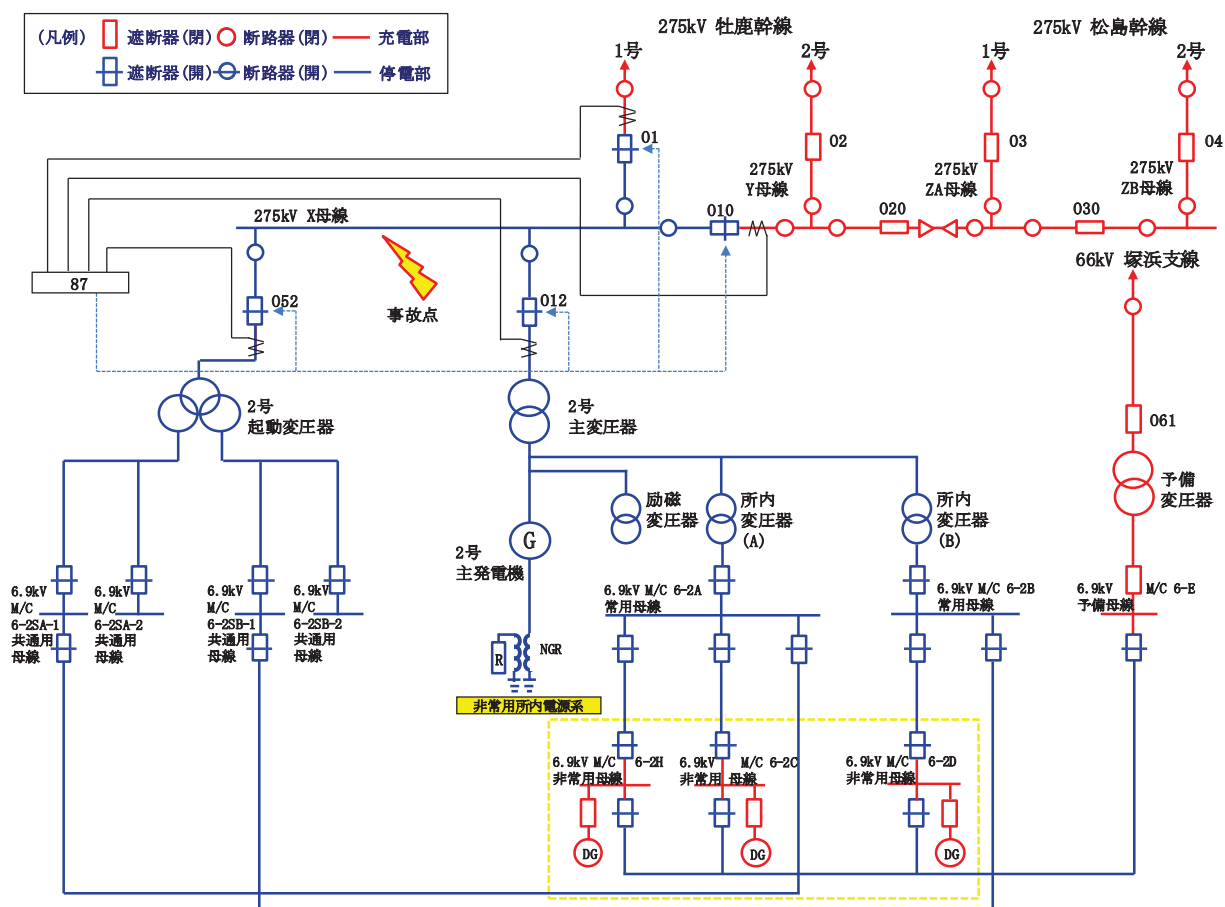 (凡例) 遮断器(閉) 断路器(閉) 充電部
遮断器(開) 断路器(開) 停電部
275kV 牡鹿幹線
275kV 松島幹線
1号
2号
1号
2号
O1
O2
O3
O4
275kV
Y母線
275kV
ZA母線
275kV
ZB母線
275kV X母線
O10
O20
O30
66kV 塚浜支線
87
事故点
O52
O12
O61
2号
起動変圧器
2号
主変圧器
予備
変圧器
励磁
変圧器
所内
変圧器
(A)
所内
変圧器
(B)
G
2号
主発電機
6.9kV
M/C
6-2SA-1
共通用
母線
6.9kV
M/C
6-2SA-2
共通用
母線
6.9kV
M/C
6-2SB-1
共通用
母線
6.9kV
M/C
6-2SB-2
共通用
母線
6.9kV M/C 6-2A
常用母線
6.9kV M/C 6-2B
常用母線
6.9kV M/C 6-E
予備母線
R
NGR
非常用所内電源系
6.9kV M/C 6-2H
非常用母線
6.9kV M/C 6-2C
非常用 母線
6.9kV M/C 6-2D
非常用母線
DG
DG
DG